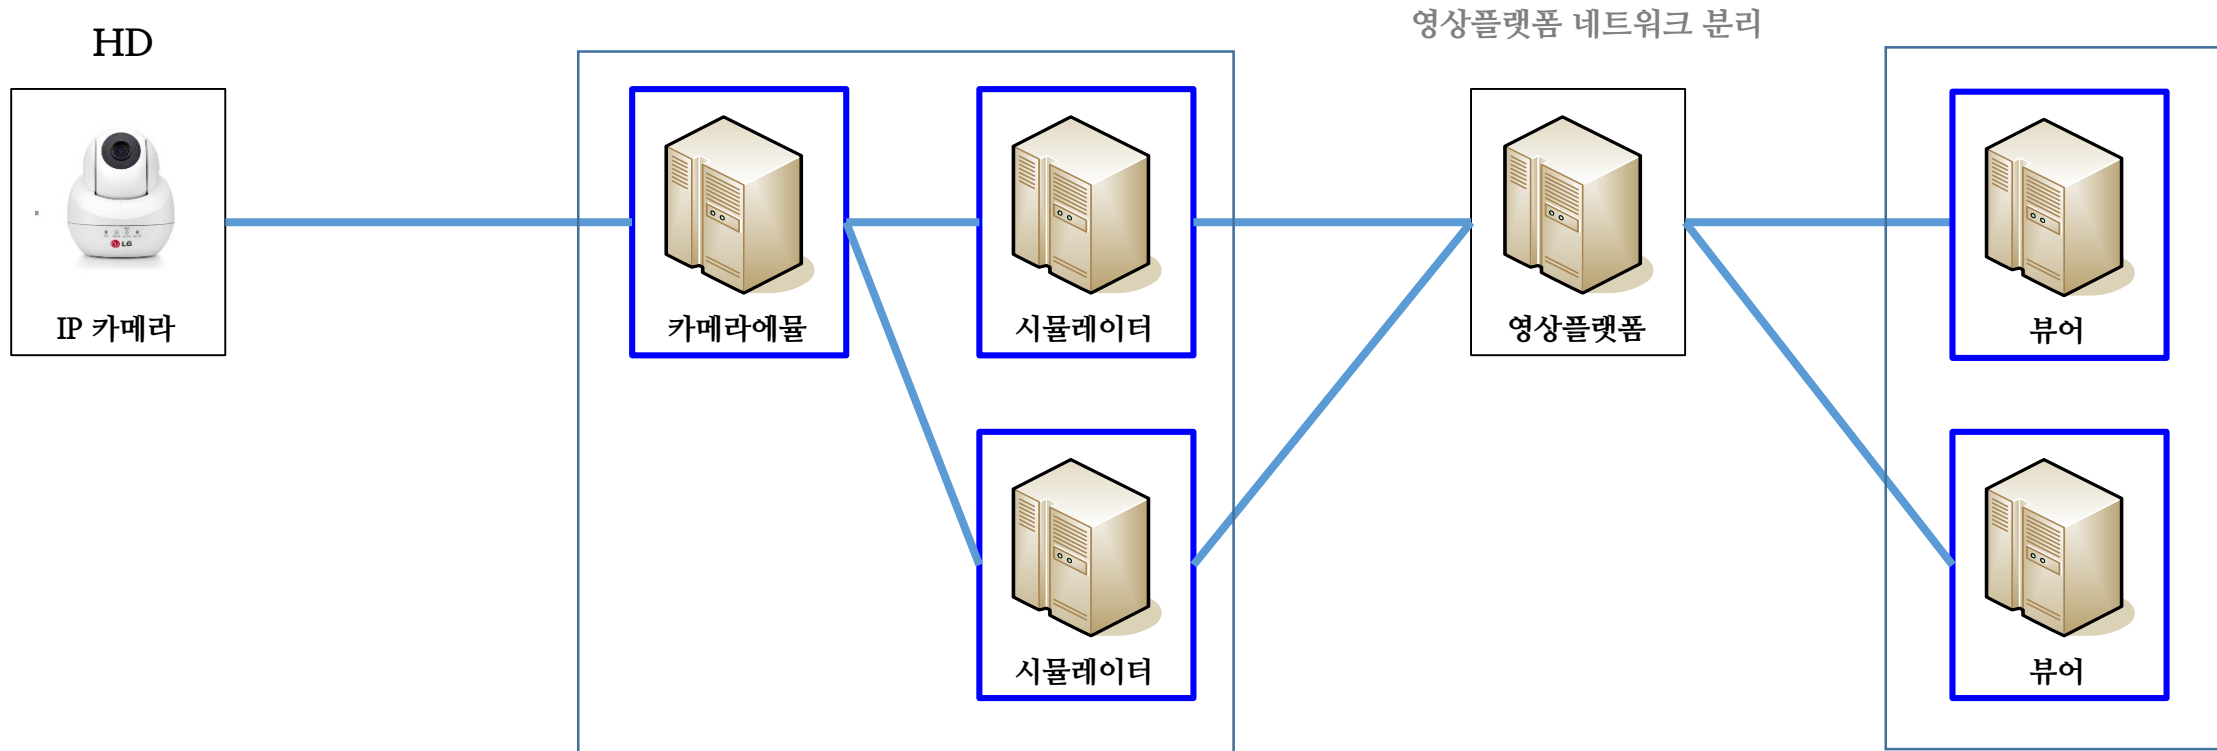 영상플랫폼 네트워크 분리
HD
LG
IP 카메라
카메라에뮬
시뮬레이터
영상플랫폼
뷰어
시뮬레이터
뷰어